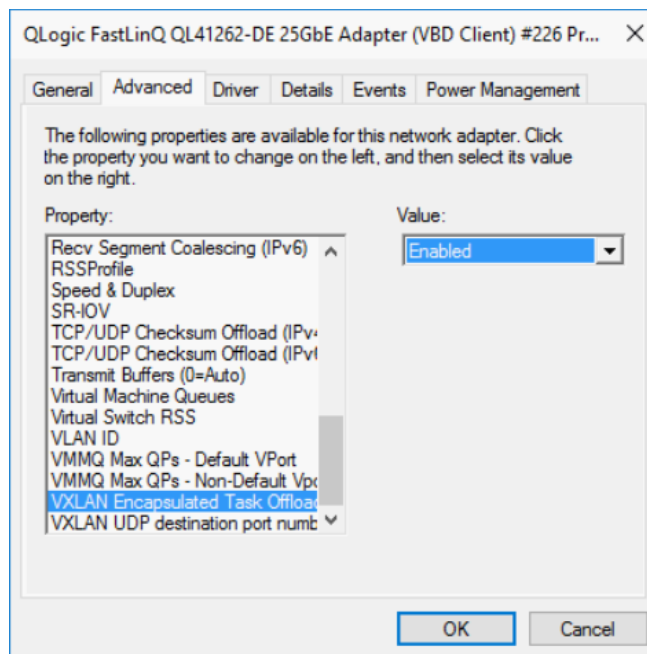 QLogic FastLinQ QL41262-DE 25GbE Adapter (VBD Client) #226 Pr...
General Advanced Driver Details Events Power Management
The following properties are available for this network adapter. Click
the property you want to change on the left, and then select its value
on the right.
Property:
Value:
Recv Segment Coalescing (IPv6)
RSSProfile
Speed & Duplex
SR-IOV
TCP/UDP Checksum Offload (IPv4
TCP/UDP Checksum Offload (IPv6
Transmit Buffers (0=Auto)
Virtual Machine Queues
Virtual Switch RSS
VLAN ID
VMMQ Max QPs - Default VPort
VMMQ Max QPs - Non-Default Vpo
VXLAN Encapsulated Task Offload
VXLAN UDP destination port numb
Enabled
OK
Cancel